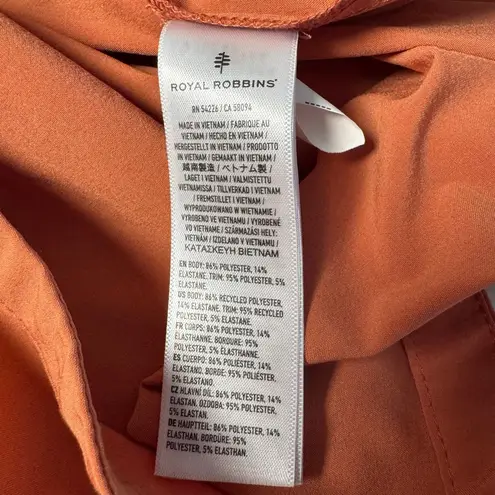 ROYAL ROBBINS®
RN 54226 / CA 58094
MADE IN VIETNAM / FABRIQUÉ AU
VIETNAM / HECHO EN VIETNAM /
HERGESTELLT IN VIETNAM / PRODOTTO
IN VIETNAM / GEMAAKT IN VIETNAM /
越南製造 / ベトナム製 /
LAGET I VIETNAM / VALMISTETTU
VIETNAMISSA / TILLVERKAD I VIETNAM
/ FREMSTILLET I VIETNAM /
WYPRODUKOWANO W WIETNAMIE /
VYROBENO VE VIETNAMU / VYROBENÉ
VO VIETNAME / SZÁRMAZÁSI HELY:
VIETNÁM / IZDELANO V VIETNAMU /
ΚΑΤΑΣΚΕΥΗ ΒΙΕΤΝΑΜ
EN BODY: 86% POLYESTER, 14%
ELASTANE. TRIM: 95% POLYESTER, 5%
ELASTANE.
US BODY: 86% RECYCLED POLYESTER,
14% ELASTANE. TRIM: 95% RECYCLED
POLYESTER, 5% ELASTANE.
FR CORPS: 86% POLYESTER, 14%
ELASTHANNE. BORDURE: 95%
POLYESTER, 5% ELASTHANNE.
ES CUERPO: 86% POLIÉSTER, 14%
ELASTANO. BORDE: 95% POLIÉSTER,
5% ELASTANO.
CZ HLAVNÍ DÍL: 86% POLYESTER, 14%
ELASTAN. OZDOBA: 95% POLYESTER,
5% ELASTAN.
DE HAUPTTEIL: 86% POLYESTER, 14%
ELASTHAN. BORDÜRE: 95%
POLYESTER, 5% ELASTHAN.